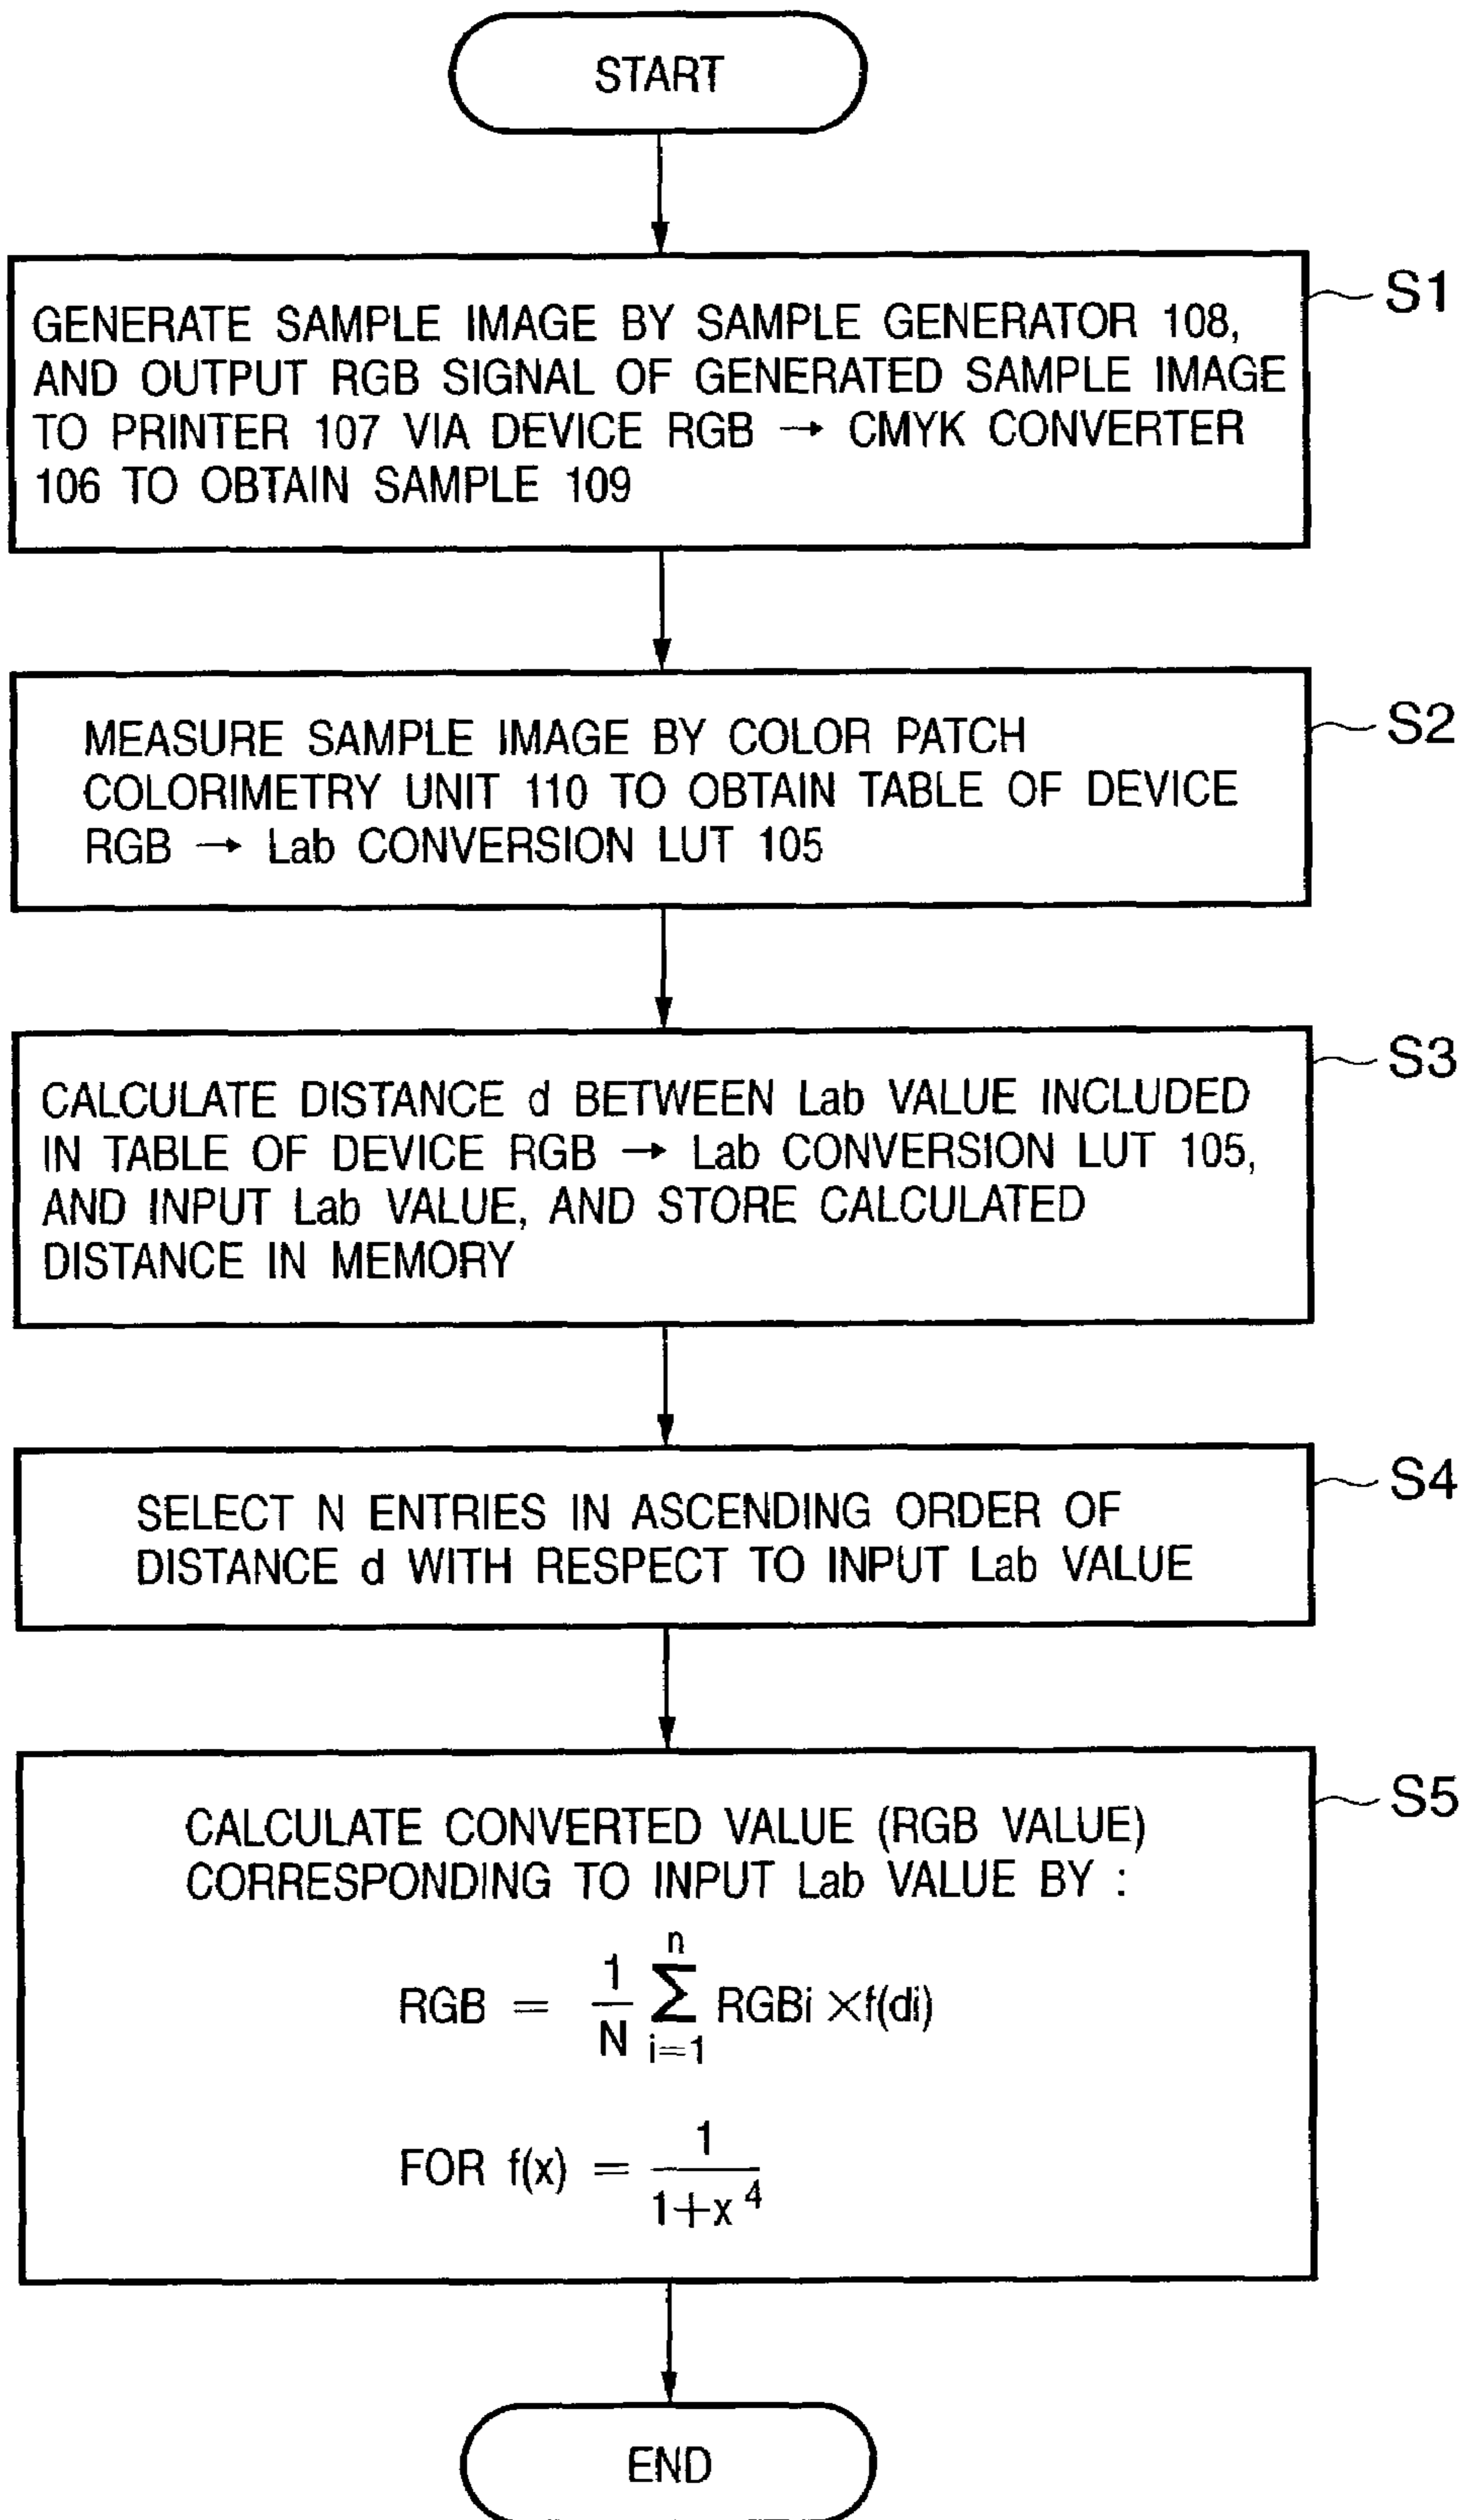 START
S1
GENERATE SAMPLE IMAGE BY SAMPLE GENERATOR 108,
AND OUTPUT RGB SIGNAL OF GENERATED SAMPLE IMAGE
TO PRINTER 107 VIA DEVICE RGB → CMYK CONVERTER
106 TO OBTAIN SAMPLE 109
S2
MEASURE SAMPLE IMAGE BY COLOR PATCH
COLORIMETRY UNIT 110 TO OBTAIN TABLE OF DEVICE
RGB → Lab CONVERSION LUT 105
S3
CALCULATE DISTANCE d BETWEEN Lab VALUE INCLUDED
IN TABLE OF DEVICE RGB → Lab CONVERSION LUT 105,
AND INPUT Lab VALUE, AND STORE CALCULATED
DISTANCE IN MEMORY
S4
SELECT N ENTRIES IN ASCENDING ORDER OF
DISTANCE d WITH RESPECT TO INPUT Lab VALUE
S5
CALCULATE CONVERTED VALUE (RGB VALUE)
CORRESPONDING TO INPUT Lab VALUE BY :
RGB = 1/N n Σ i=1 RGBi ×f(di)
FOR f(x) = 1/1+x⁴
END